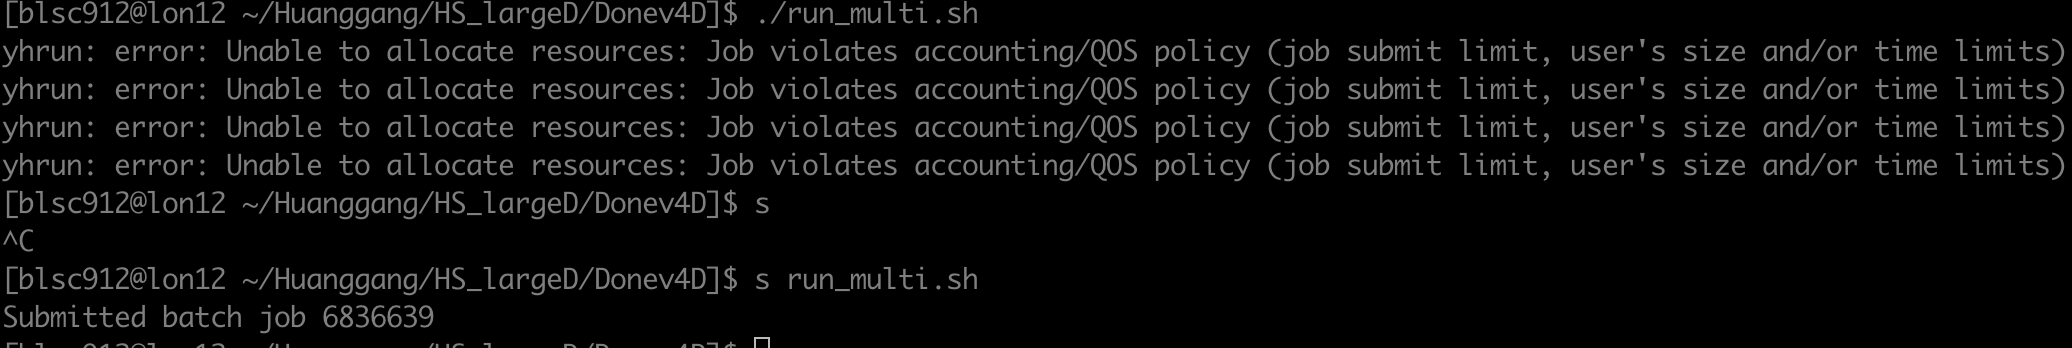 [blsc912@lon12 ~/Huanggang/HS_largeD/Donev4D]$ ./run_multi.sh
yhrun: error: Unable to allocate resources: Job violates accounting/QOS policy (job submit limit, user's size and/or time limits)
yhrun: error: Unable to allocate resources: Job violates accounting/QOS policy (job submit limit, user's size and/or time limits)
yhrun: error: Unable to allocate resources: Job violates accounting/QOS policy (job submit limit, user's size and/or time limits)
yhrun: error: Unable to allocate resources: Job violates accounting/QOS policy (job submit limit, user's size and/or time limits)
[blsc912@lon12 ~/Huanggang/HS_largeD/Donev4D]$ s
^C
[blsc912@lon12 ~/Huanggang/HS_largeD/Donev4D]$ s run_multi.sh
Submitted batch job 6836639
[blsc912@lon12 ~/Huanggang/HS_largeD/Donev4D]$